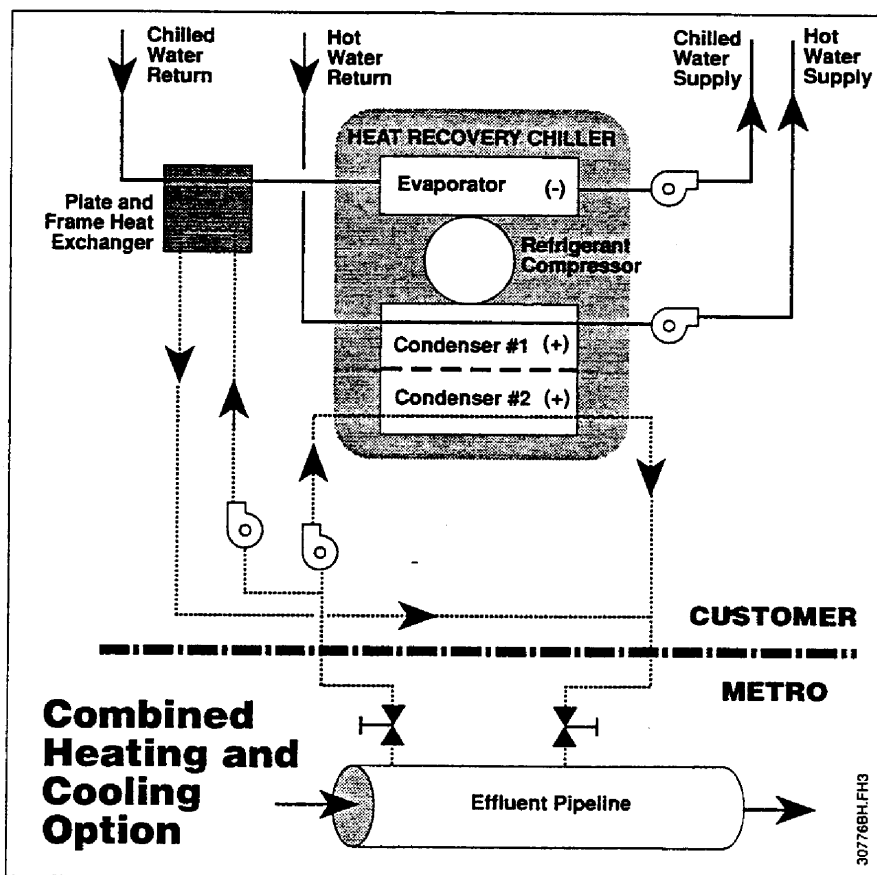 Chilled
Water
Return
Hot
Water
Return
Chilled
Water
Supply
Hot
Water
Supply
HEAT RECOVERY CHILLER
Evaporator (-)
Plate and
Frame Heat
Exchanger
Refrigerant
Compressor
Condenser #1 (+)
Condenser #2 (+)
CUSTOMER
METRO
Combined
Heating and
Cooling
Option
Effluent Pipeline
30776BH.FH3